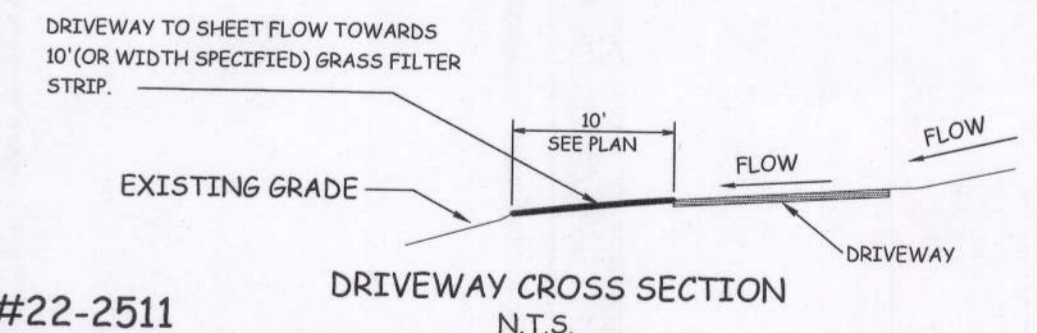 DRIVEWAY TO SHEET FLOW TOWARDS
10'(OR WIDTH SPECIFIED) GRASS FILTER
STRIP.
10'
SEE PLAN
FLOW
FLOW
EXISTING GRADE
DRIVEWAY
DRIVEWAY CROSS SECTION
N.T.S.
#22-2511